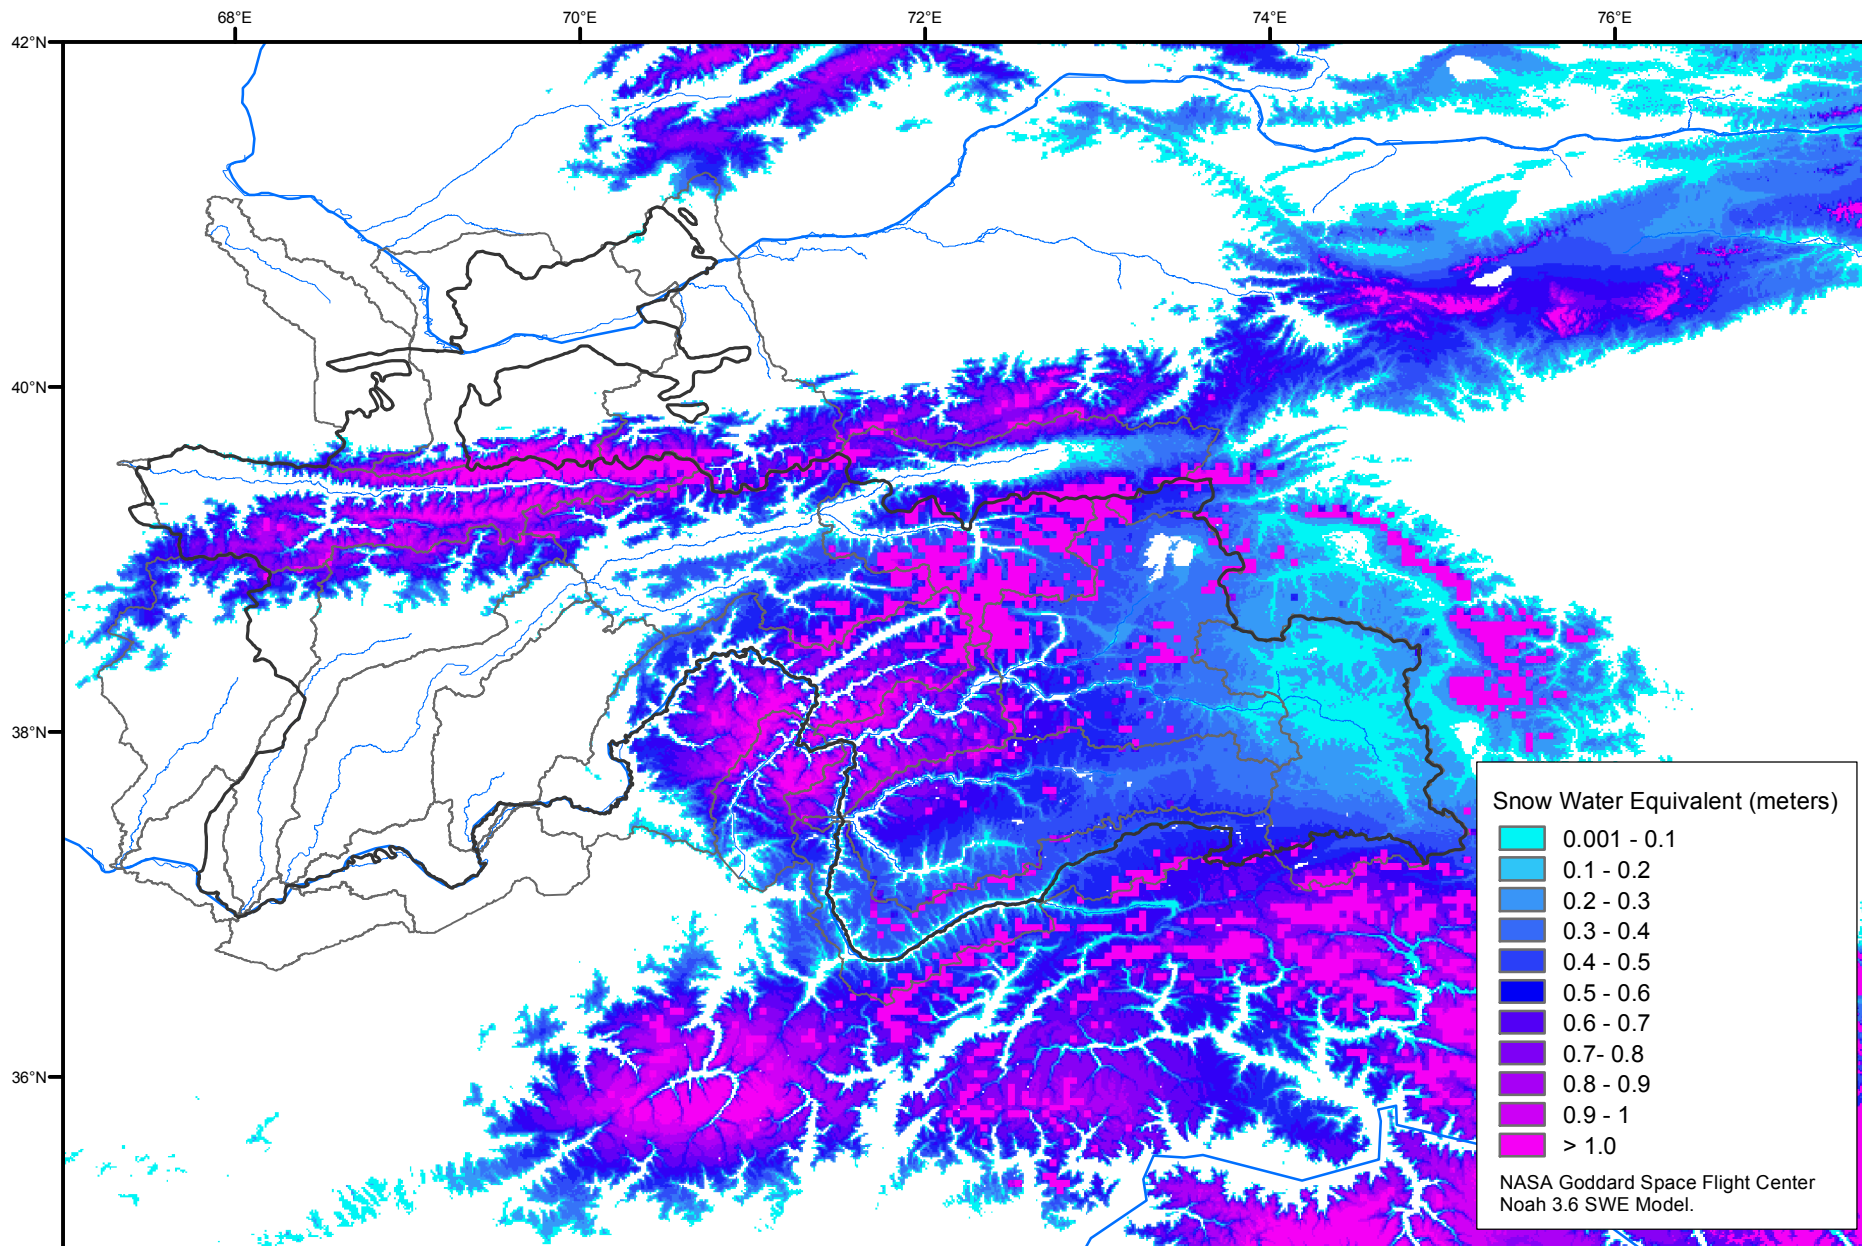 68°E
70°E
72°E
74°E
76°E
42°N
40°N
38°N
36°N
Snow Water Equivalent (meters)
0.001 - 0.1
0.1 - 0.2
0.2 - 0.3
0.3 - 0.4
0.4 - 0.5
0.5 - 0.6
0.6 - 0.7
0.7- 0.8
0.8 - 0.9
0.9 - 1
> 1.0
NASA Goddard Space Flight Center
Noah 3.6 SWE Model.